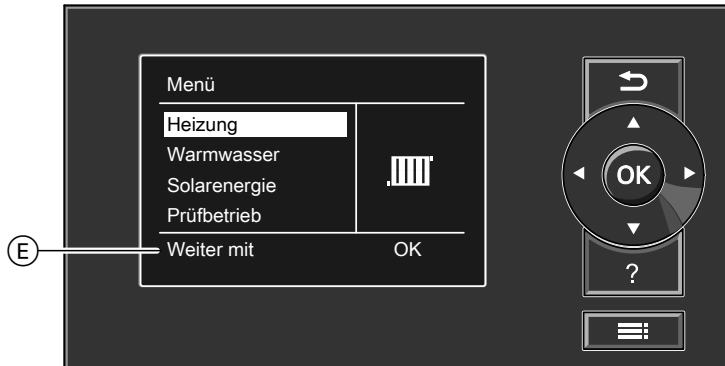 Menü
Heizung
Warmwasser
Solarenergie
Prüfbetrieb
Weiter mit OK
E
OK
?